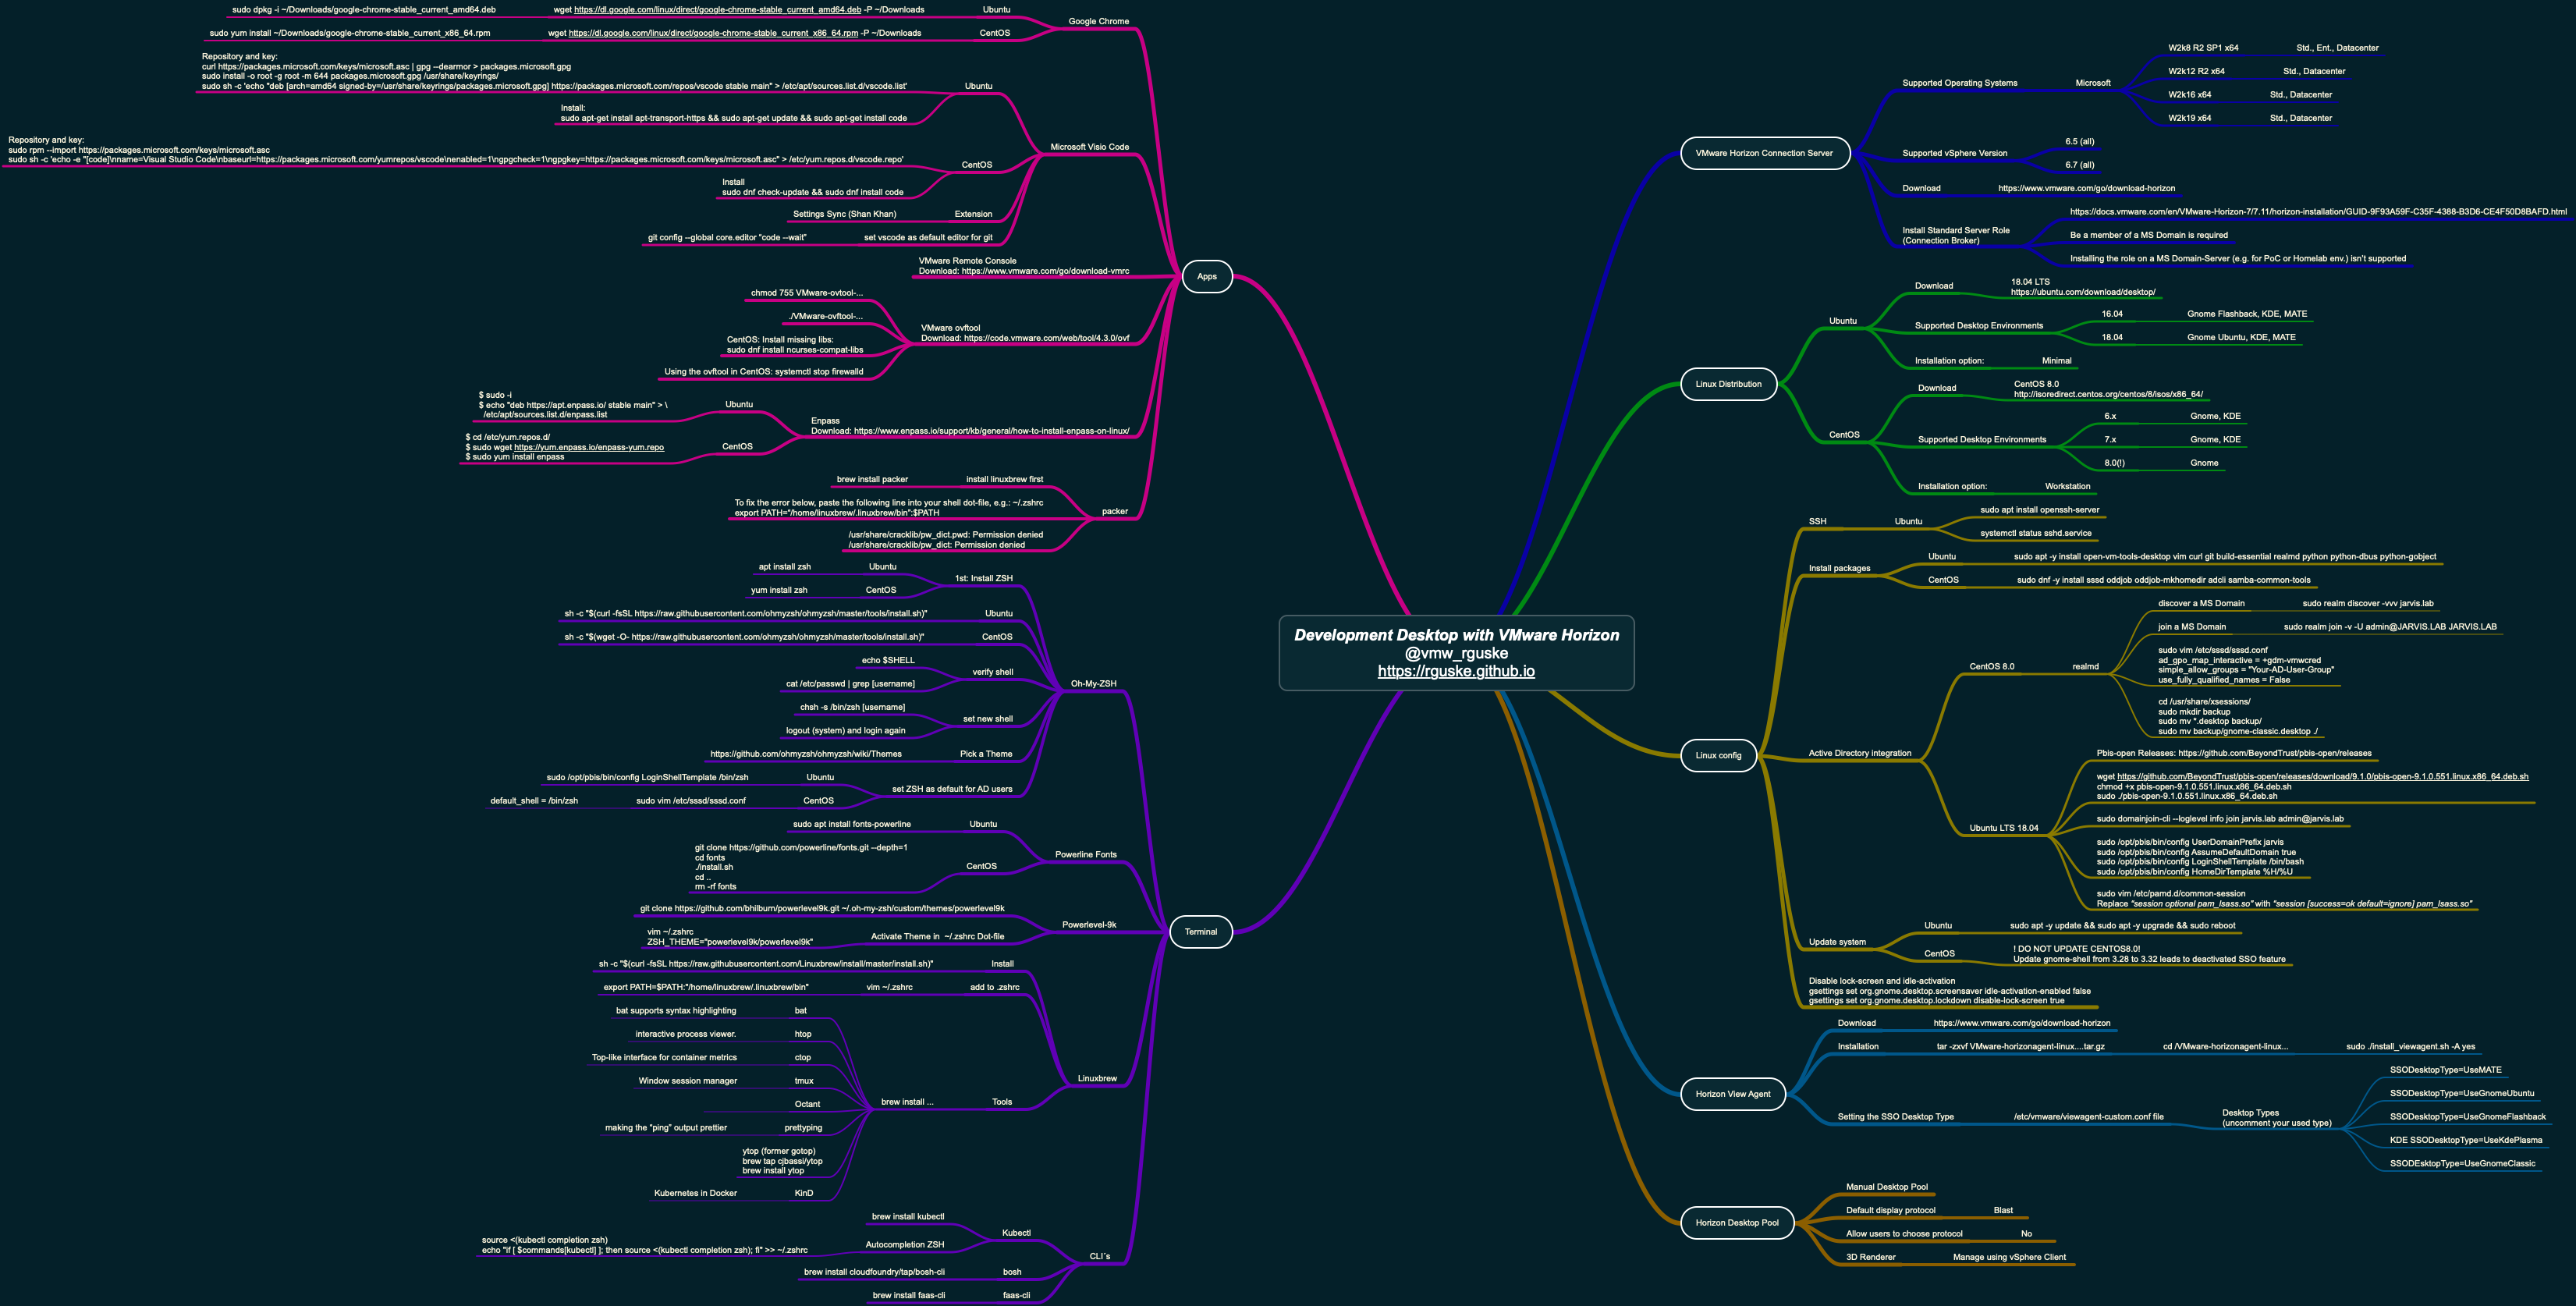 Development Desktop with VMware Horizon
@vmw_rguske
https://rguske.github.io
Apps
Google Chrome
Ubuntu
wget https://dl.google.com/linux/direct/google-chrome-stable_current_amd64.deb -P ~/Downloads
sudo dpkg -i ~/Downloads/google-chrome-stable_current_amd64.deb
CentOS
wget https://dl.google.com/linux/direct/google-chrome-stable_current_x86_64.rpm -P ~/Downloads
sudo yum install ~/Downloads/google-chrome-stable_current_x86_64.rpm
Microsoft Visio Code
Ubuntu
Repository and key:
curl https://packages.microsoft.com/keys/microsoft.asc | gpg --dearmor > packages.microsoft.gpg
sudo install -o root -g root -m 644 packages.microsoft.gpg /usr/share/keyrings/
sudo sh -c 'echo "deb [arch=amd64 signed-by=/usr/share/keyrings/packages.microsoft.gpg] https://packages.microsoft.com/repos/vscode stable main" > /etc/apt/sources.list.d/vscode.list'
Install:
sudo apt-get install apt-transport-https && sudo apt-get update && sudo apt-get install code
CentOS
Repository and key:
sudo rpm --import https://packages.microsoft.com/keys/microsoft.asc
sudo sh -c 'echo -e "[code]\nname=Visual Studio Code\nbaseurl=https://packages.microsoft.com/yumrepos/vscode\nenabled=1\ngpgcheck=1\ngpgkey=https://packages.microsoft.com/keys/microsoft.asc" > /etc/yum.repos.d/vscode.repo'
Install
sudo dnf check-update && sudo dnf install code
Extension
Settings Sync (Shan Khan)
set vscode as default editor for git
git config --global core.editor "code --wait"
VMware Remote Console
Download: https://www.vmware.com/go/download-vmrc
VMware ovftool
Download: https://code.vmware.com/web/tool/4.3.0/ovf
chmod 755 VMware-ovtool-...
./VMware-ovftool-...
CentOS: Install missing libs:
sudo dnf install ncurses-compat-libs
Using the ovftool in CentOS: systemctl stop firewalld
Enpass
Download: https://www.enpass.io/support/kb/general/how-to-install-enpass-on-linux/
Ubuntu
$ sudo -i
$ echo "deb https://apt.enpass.io/ stable main" > \
/etc/apt/sources.list.d/enpass.list
CentOS
$ cd /etc/yum.repos.d/
$ sudo wget https://yum.enpass.io/enpass-yum.repo
$ sudo yum install enpass
packer
install linuxbrew first
brew install packer
To fix the error below, paste the following line into your shell dot-file, e.g.: ~/.zshrc
export PATH="/home/linuxbrew/.linuxbrew/bin":$PATH
/usr/share/cracklib/pw_dict.pwd: Permission denied
/usr/share/cracklib/pw_dict: Permission denied
Terminal
Oh-My-ZSH
1st: Install ZSH
Ubuntu
apt install zsh
CentOS
yum install zsh
Ubuntu
sh -c "$(curl -fsSL https://raw.githubusercontent.com/ohmyzsh/ohmyzsh/master/tools/install.sh)"
CentOS
sh -c "$(wget -O- https://raw.githubusercontent.com/ohmyzsh/ohmyzsh/master/tools/install.sh)"
verify shell
echo $SHELL
cat /etc/passwd | grep [username]
set new shell
chsh -s /bin/zsh [username]
logout (system) and login again
Pick a Theme
https://github.com/ohmyzsh/ohmyzsh/wiki/Themes
set ZSH as default for AD users
Ubuntu
sudo /opt/pbis/bin/config LoginShellTemplate /bin/zsh
CentOS
sudo vim /etc/sssd/sssd.conf
default_shell = /bin/zsh
Powerline Fonts
Ubuntu
sudo apt install fonts-powerline
CentOS
git clone https://github.com/powerline/fonts.git --depth=1
cd fonts
./install.sh
cd ..
rm -rf fonts
Powerlevel-9k
git clone https://github.com/bhilburn/powerlevel9k.git ~/.oh-my-zsh/custom/themes/powerlevel9k
Activate Theme in ~/.zshrc Dot-file
vim ~/.zshrc
ZSH_THEME="powerlevel9k/powerlevel9k"
Linuxbrew
Install
sh -c "$(curl -fsSL https://raw.githubusercontent.com/Linuxbrew/install/master/install.sh)"
add to .zshrc
vim ~/.zshrc
export PATH=$PATH:"/home/linuxbrew/.linuxbrew/bin"
Tools
brew install ...
bat
bat supports syntax highlighting
htop
interactive process viewer.
ctop
Top-like interface for container metrics
tmux
Window session manager
Octant
prettyping
making the "ping" output prettier
ytop (former gotop)
brew tap cjbassi/ytop
brew install ytop
KinD
Kubernetes in Docker
CLI´s
Kubectl
brew install kubectl
Autocompletion ZSH
source <(kubectl completion zsh)
echo "if [ $commands[kubectl] ]; then source <(kubectl completion zsh); fi" >> ~/.zshrc
bosh
brew install cloudfoundry/tap/bosh-cli
faas-cli
brew install faas-cli
VMware Horizon Connection Server
Supported Operating Systems
Microsoft
W2k8 R2 SP1 x64
Std., Ent., Datacenter
W2k12 R2 x64
Std., Datacenter
W2k16 x64
Std., Datacenter
W2k19 x64
Std., Datacenter
Supported vSphere Version
6.5 (all)
6.7 (all)
Download
https://www.vmware.com/go/download-horizon
Install Standard Server Role
(Connection Broker)
https://docs.vmware.com/en/VMware-Horizon-7/7.11/horizon-installation/GUID-9F93A59F-C35F-4388-B3D6-CE4F50D8BAFD.html
Be a member of a MS Domain is required
Installing the role on a MS Domain-Server (e.g. for PoC or Homelab env.) isn't supported
Linux Distribution
Ubuntu
Download
18.04 LTS
https://ubuntu.com/download/desktop/
Supported Desktop Environments
16.04
Gnome Flashback, KDE, MATE
18.04
Gnome Ubuntu, KDE, MATE
Installation option:
Minimal
CentOS
Download
CentOS 8.0
http://isoredirect.centos.org/centos/8/isos/x86_64/
Supported Desktop Environments
6.x
Gnome, KDE
7.x
Gnome, KDE
8.0(!)
Gnome
Installation option:
Workstation
Linux config
SSH
Ubuntu
sudo apt install openssh-server
systemctl status sshd.service
Install packages
Ubuntu
sudo apt -y install open-vm-tools-desktop vim curl git build-essential realmd python python-dbus python-gobject
CentOS
sudo dnf -y install sssd oddjob oddjob-mkhomedir adcli samba-common-tools
Active Directory integration
CentOS 8.0
realmd
discover a MS Domain
sudo realm discover -vvv jarvis.lab
join a MS Domain
sudo realm join -v -U admin@JARVIS.LAB JARVIS.LAB
sudo vim /etc/sssd/sssd.conf
ad_gpo_map_interactive = +gdm-vmwcred
simple_allow_groups = "Your-AD-User-Group"
use_fully_qualified_names = False
cd /usr/share/xsessions/
sudo mkdir backup
sudo mv *.desktop backup/
sudo mv backup/gnome-classic.desktop ./
Ubuntu LTS 18.04
Pbis-open Releases: https://github.com/BeyondTrust/pbis-open/releases
wget https://github.com/BeyondTrust/pbis-open/releases/download/9.1.0/pbis-open-9.1.0.551.linux.x86_64.deb.sh
chmod +x pbis-open-9.1.0.551.linux.x86_64.deb.sh
sudo ./pbis-open-9.1.0.551.linux.x86_64.deb.sh
sudo domainjoin-cli --loglevel info join jarvis.lab admin@jarvis.lab
sudo /opt/pbis/bin/config UserDomainPrefix jarvis
sudo /opt/pbis/bin/config AssumeDefaultDomain true
sudo /opt/pbis/bin/config LoginShellTemplate /bin/bash
sudo /opt/pbis/bin/config HomeDirTemplate %H/%U
sudo vim /etc/pamd.d/common-session
Replace "session optional pam_lsass.so" with "session [success=ok default=ignore] pam_lsass.so"
Update system
Ubuntu
sudo apt -y update && sudo apt -y upgrade && sudo reboot
CentOS
! DO NOT UPDATE CENTOS8.0!
Update gnome-shell from 3.28 to 3.32 leads to deactivated SSO feature
Disable lock-screen and idle-activation
gsettings set org.gnome.desktop.screensaver idle-activation-enabled false
gsettings set org.gnome.desktop.lockdown disable-lock-screen true
Horizon View Agent
Download
https://www.vmware.com/go/download-horizon
Installation
tar -zxvf VMware-horizonagent-linux....tar.gz
cd /VMware-horizonagent-linux...
sudo ./install_viewagent.sh -A yes
Setting the SSO Desktop Type
/etc/vmware/viewagent-custom.conf file
Desktop Types
(uncomment your used type)
SSODesktopType=UseMATE
SSODesktopType=UseGnomeUbuntu
SSODesktopType=UseGnomeFlashback
KDE SSODesktopType=UseKdePlasma
SSODEsktopType=UseGnomeClassic
Horizon Desktop Pool
Manual Desktop Pool
Default display protocol
Blast
Allow users to choose protocol
No
3D Renderer
Manage using vSphere Client